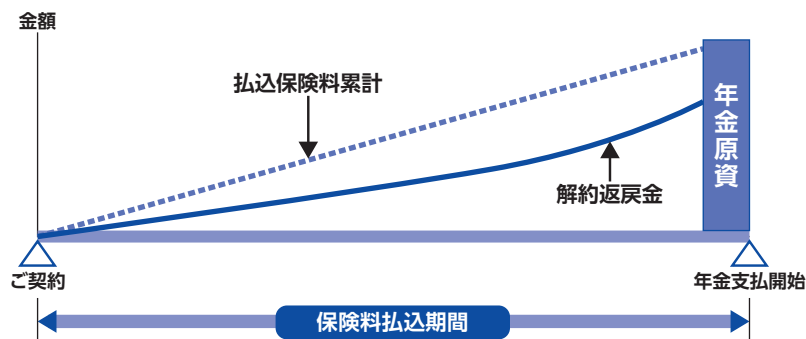 金額
払込保険料累計
年金原資
解約返戻金
ご契約
年金支払開始
保険料払込期間